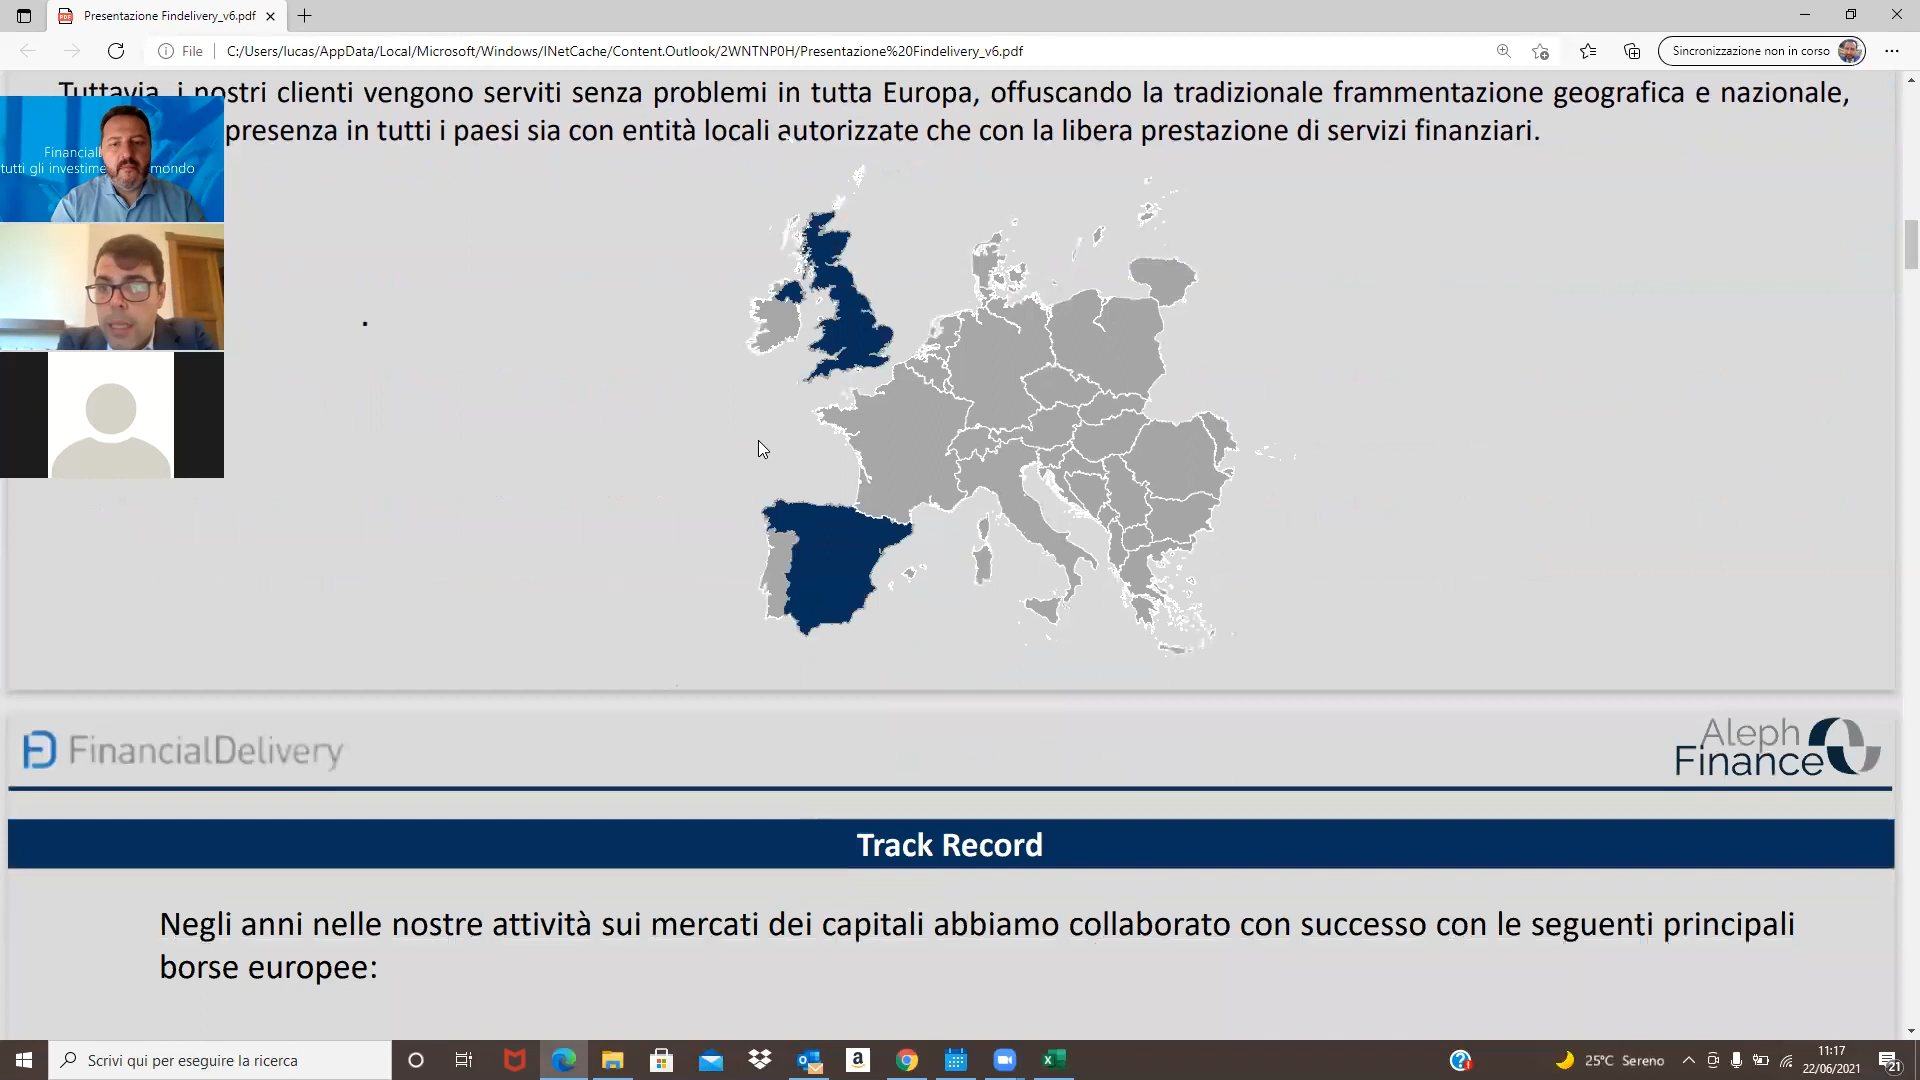 Presentazione Findelivery_v6.pdf
File
C:/Users/lucas/AppData/Local/Microsoft/Windows/INetCache/Content.Outlook/2WNTNP0H/Presentazione%20Findelivery_v6.pdf
Sincronizzazione non in corso
Tuttavia, i nostri clienti vengono serviti senza problemi in tutta Europa, offuscando la tradizionale frammentazione geografica e nazionale,
presenza in tutti i paesi sia con entità locali autorizzate che con la libera prestazione di servizi finanziari.
tutti gli mondo
FinancialDelivery
Aleph
Finance
Track Record
Negli anni nelle nostre attività sui mercati dei capitali abbiamo collaborato con successo con le seguenti principali
borse europee:
Scrivi qui per eseguire la ricerca
25°C Sereno
11:17
22/06/2021
21